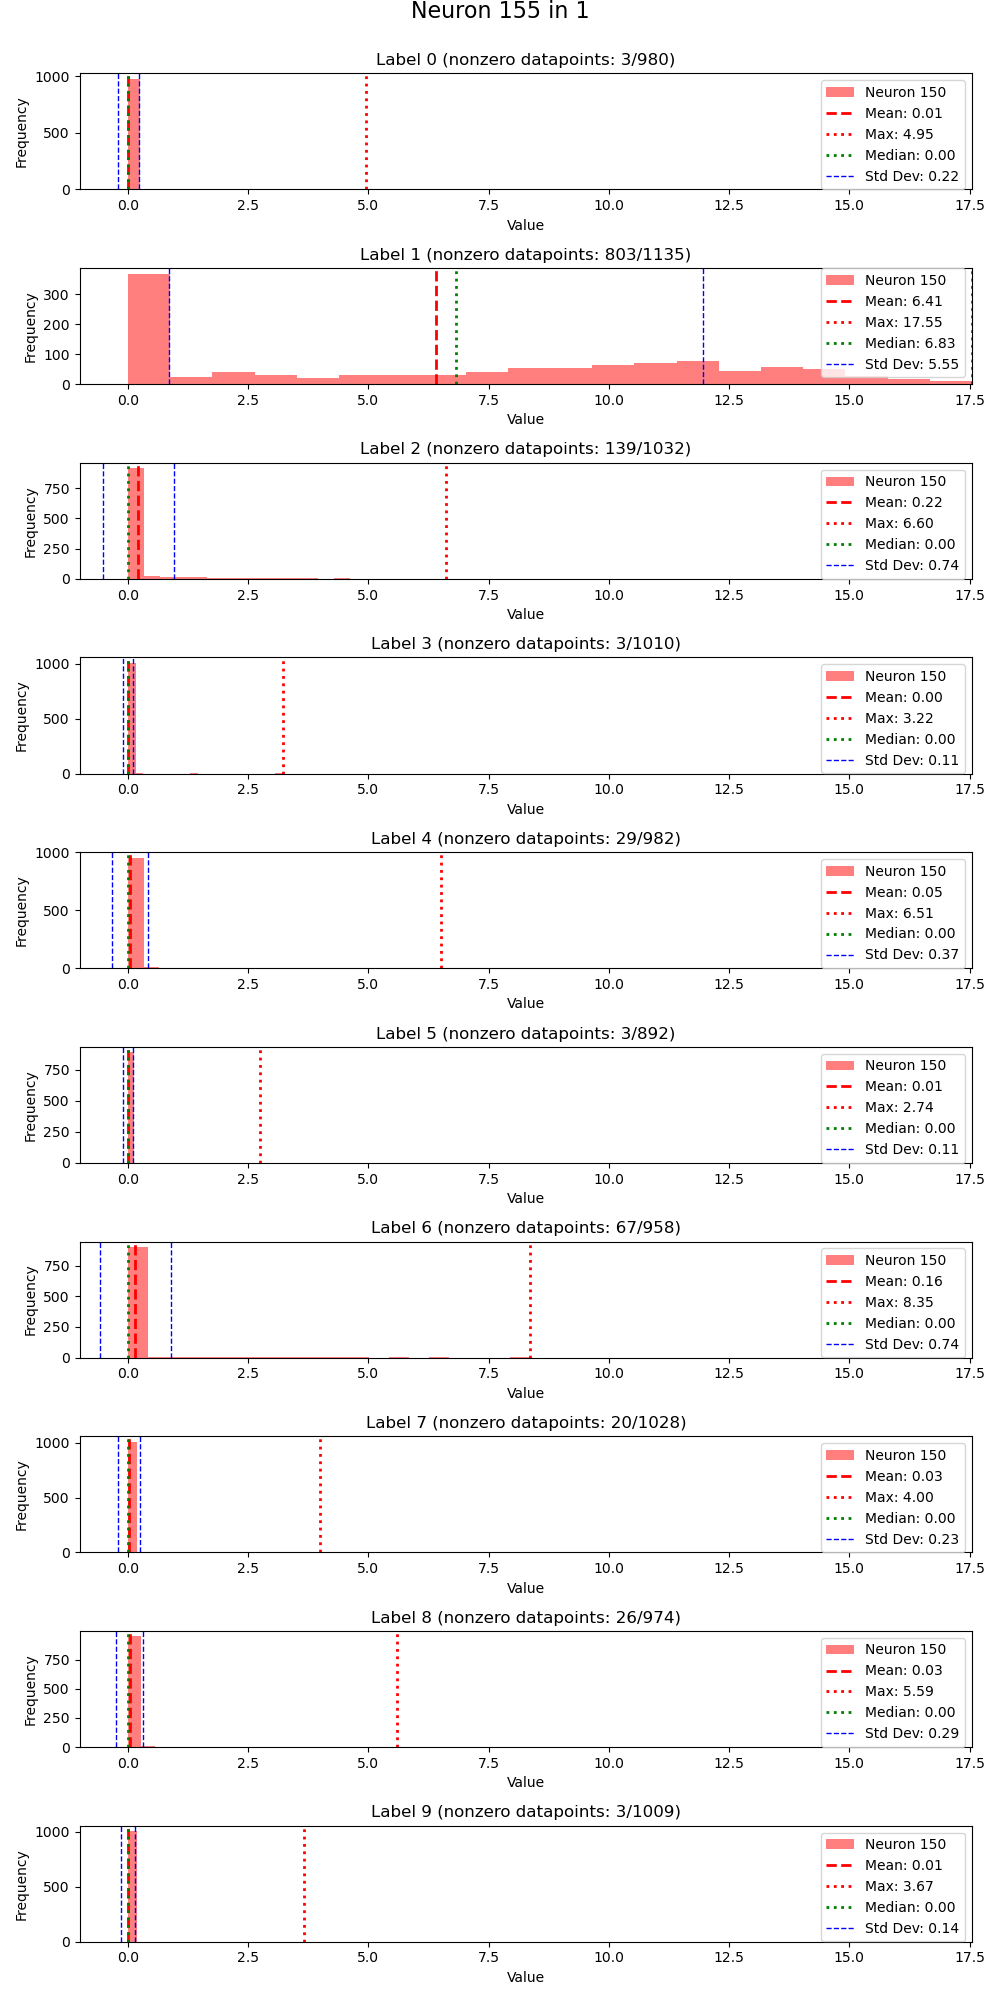 Neuron 155 in 1
Label 0 (nonzero datapoints: 3/980)
Frequency
1000
500
0
Neuron 150
Mean: 0.01
Max: 4.95
Median: 0.00
Std Dev: 0.22
0.0 2.5 5.0 7.5 10.0 12.5 15.0 17.5
Value
Label 1 (nonzero datapoints: 803/1135)
Frequency
300
200
100
0
Neuron 150
Mean: 6.41
Max: 17.55
Median: 6.83
Std Dev: 5.55
0.0 2.5 5.0 7.5 10.0 12.5 15.0 17.5
Value
Label 2 (nonzero datapoints: 139/1032)
Frequency
750
500
250
0
Neuron 150
Mean: 0.22
Max: 6.60
Median: 0.00
Std Dev: 0.74
0.0 2.5 5.0 7.5 10.0 12.5 15.0 17.5
Value
Label 3 (nonzero datapoints: 3/1010)
Frequency
1000
500
0
Neuron 150
Mean: 0.00
Max: 3.22
Median: 0.00
Std Dev: 0.11
0.0 2.5 5.0 7.5 10.0 12.5 15.0 17.5
Value
Label 4 (nonzero datapoints: 29/982)
Frequency
1000
500
0
Neuron 150
Mean: 0.05
Max: 6.51
Median: 0.00
Std Dev: 0.37
0.0 2.5 5.0 7.5 10.0 12.5 15.0 17.5
Value
Label 5 (nonzero datapoints: 3/892)
Frequency
750
500
250
0
Neuron 150
Mean: 0.01
Max: 2.74
Median: 0.00
Std Dev: 0.11
0.0 2.5 5.0 7.5 10.0 12.5 15.0 17.5
Value
Label 6 (nonzero datapoints: 67/958)
Frequency
750
500
250
0
Neuron 150
Mean: 0.16
Max: 8.35
Median: 0.00
Std Dev: 0.74
0.0 2.5 5.0 7.5 10.0 12.5 15.0 17.5
Value
Label 7 (nonzero datapoints: 20/1028)
Frequency
1000
500
0
Neuron 150
Mean: 0.03
Max: 4.00
Median: 0.00
Std Dev: 0.23
0.0 2.5 5.0 7.5 10.0 12.5 15.0 17.5
Value
Label 8 (nonzero datapoints: 26/974)
Frequency
750
500
250
0
Neuron 150
Mean: 0.03
Max: 5.59
Median: 0.00
Std Dev: 0.29
0.0 2.5 5.0 7.5 10.0 12.5 15.0 17.5
Value
Label 9 (nonzero datapoints: 3/1009)
Frequency
1000
500
0
Neuron 150
Mean: 0.01
Max: 3.67
Median: 0.00
Std Dev: 0.14
0.0 2.5 5.0 7.5 10.0 12.5 15.0 17.5
Value